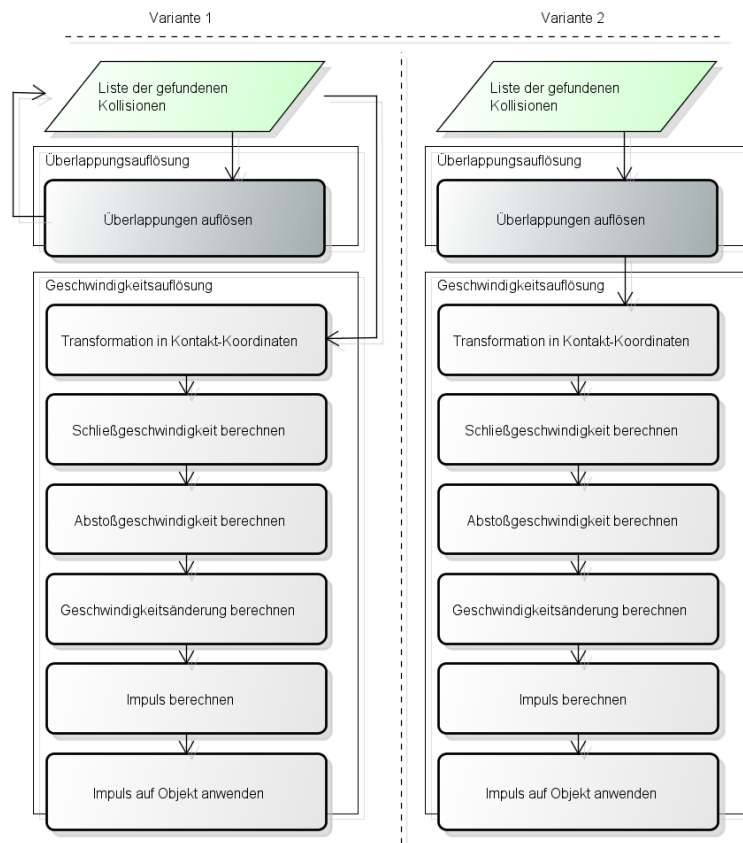 Variante 1
Liste der gefundenen
Kollisionen
Überlappungsauflösung
Überlappungen auflösen
Geschwindigkeitsauflösung
Transformation in Kontakt-Koordinaten
Schließgeschwindigkeit berechnen
Abstoßgeschwindigkeit berechnen
Geschwindigkeitsänderung berechnen
Impuls berechnen
Impuls auf Objekt anwenden
Variante 2
Liste der gefundenen
Kollisionen
Überlappungsauflösung
Überlappungen auflösen
Geschwindigkeitsauflösung
Transformation in Kontakt-Koordinaten
Schließgeschwindigkeit berechnen
Abstoßgeschwindigkeit berechnen
Geschwindigkeitsänderung berechnen
Impuls berechnen
Impuls auf Objekt anwenden